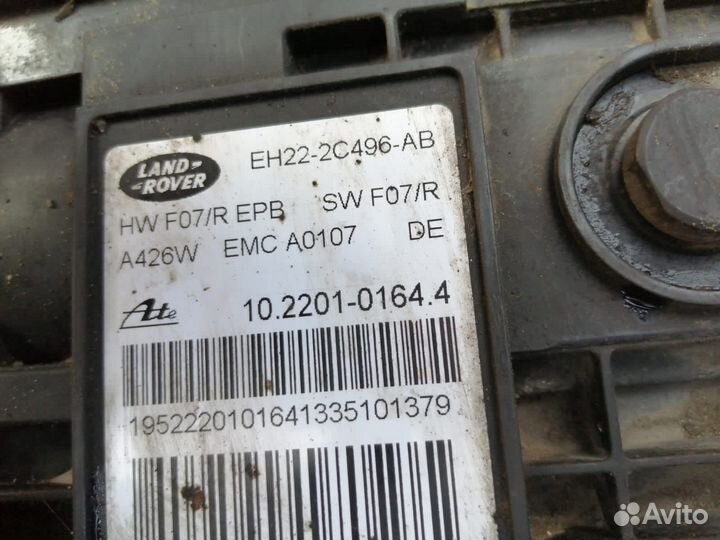 LAND-
-ROVER
EH22-2C496-AB
HW F07/R EPB SW F07/R
A426W EMC A0107 DE
Ate 10.2201-0164.4
1952220101641335101379
Avito